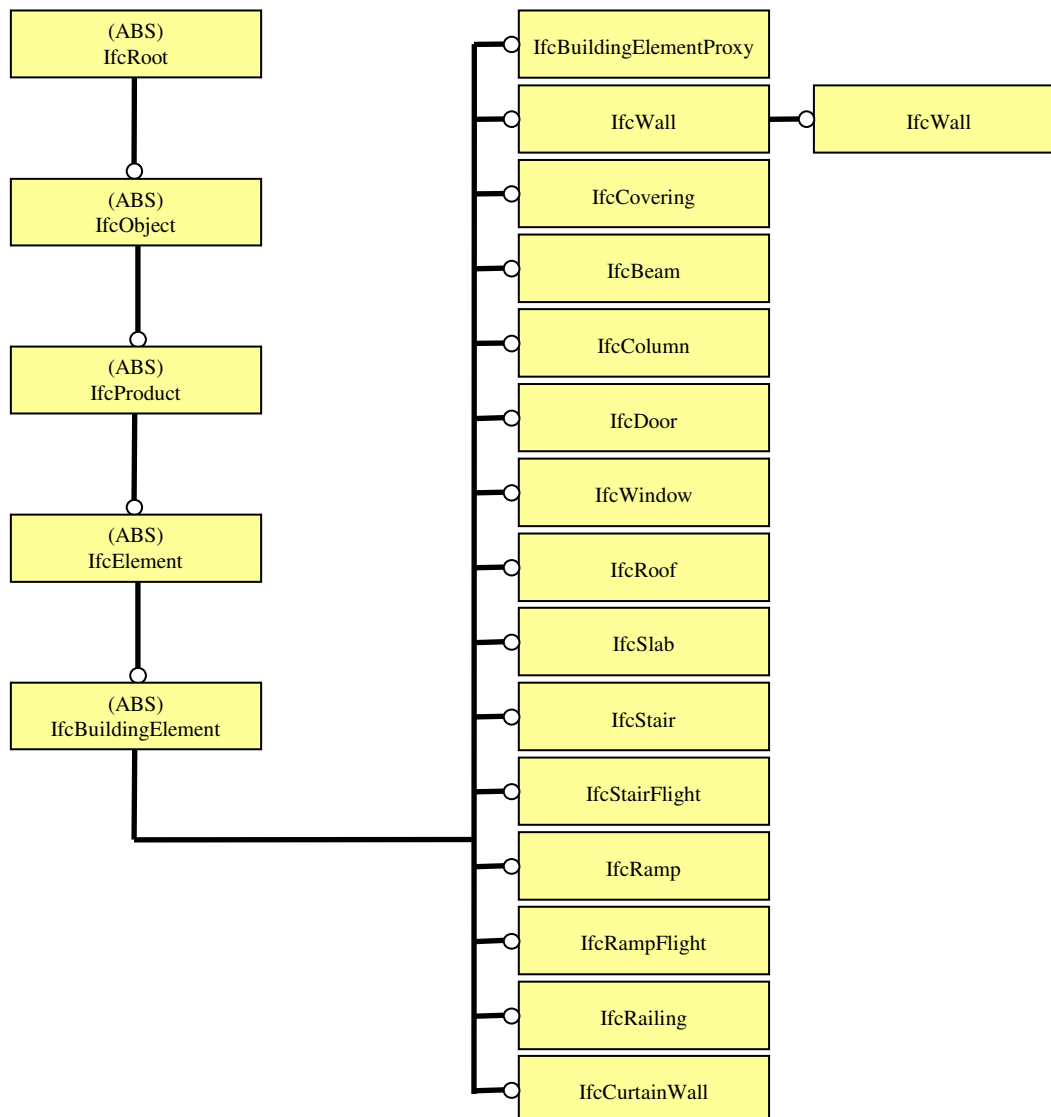 (ABS)
IfcRoot
(ABS)
IfcObject
(ABS)
IfcProduct
(ABS)
IfcElement
(ABS)
IfcBuildingElement
IfcBuildingElementProxy
IfcWall
IfcWall
IfcCovering
IfcBeam
IfcColumn
IfcDoor
IfcWindow
IfcRoof
IfcSlab
IfcStair
IfcStairFlight
IfcRamp
IfcRampFlight
IfcRailing
IfcCurtainWall